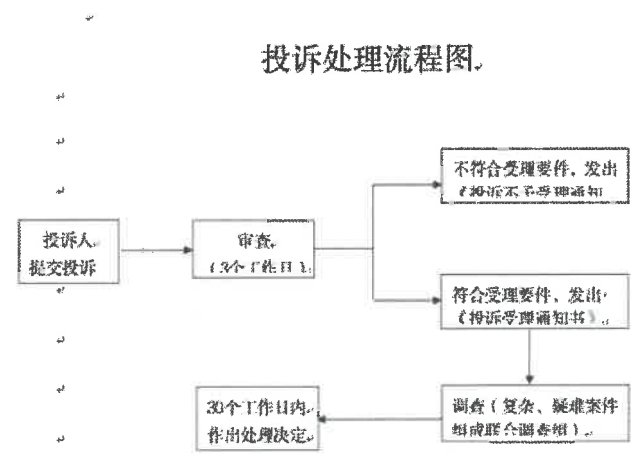 投诉处理流程图
不符合受理要件，发出
《投诉不予受理通知
投诉人
提交投诉
审查
（3个工作日）
符合受理要件，发出
《投诉受理通知书》
调查（复杂、疑难案件
组成联合调查组）
30个工作日内
作出处理决定